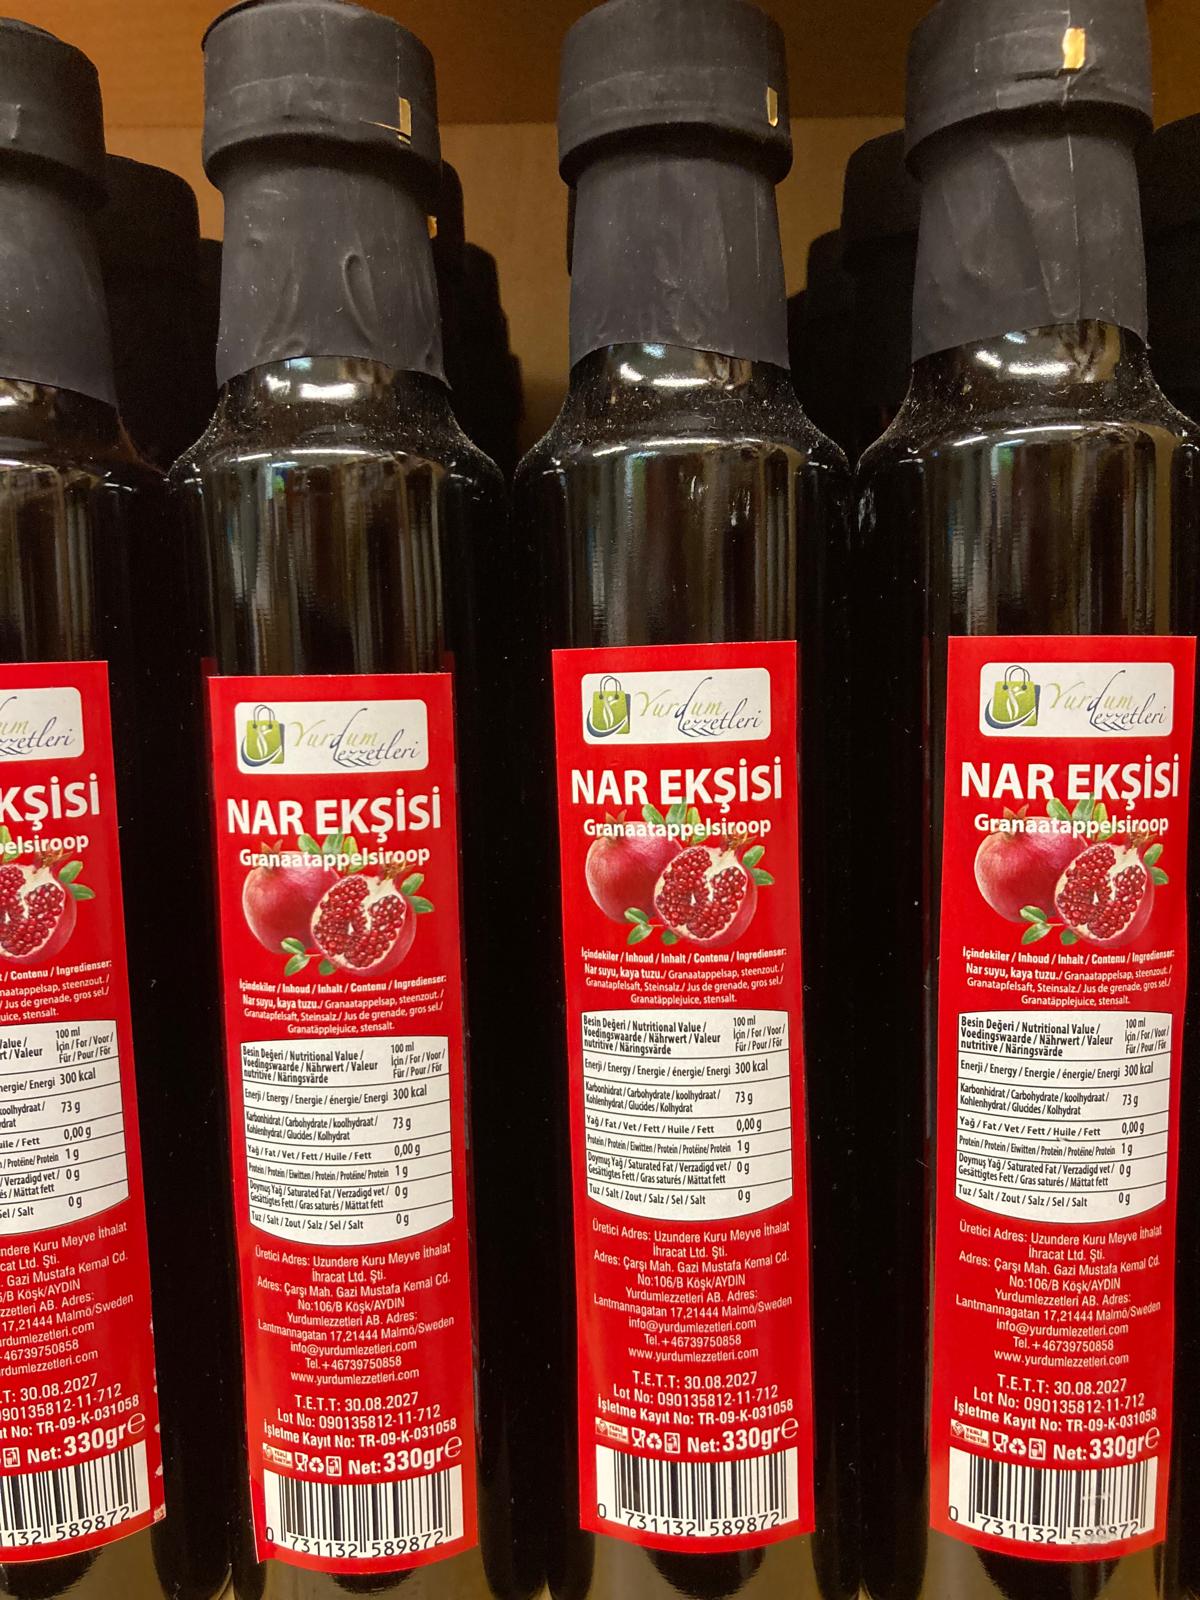 Yurdum
Lezzetleri
NAR EKŞİSİ
Granaatappelsiroop
İçindekiler / Inhoud / Inhalt / Contenu / Ingredienser:
Nar suyu, kaya tuzu./ Granaatappelsap, steenzout. /
Granatapfelsaft, Steinsalz./ Jus de grenade, gros sel./
Granatäpplejuice, stensalt.
Besin Değeri / Nutritional Value /
Voedingswaarde / Nährwert / Valeur
nutritive / Näringsvärde
100 ml
İçin / For / Voor /
Für / Pour / För
Enerji / Energy / Energie / énergie/ Energi 300 kcal
Karbonhidrat / Carbohydrate / koolhydraat /
Kohlenhydrat / Glucides / Kolhydrat
73 g
Yağ / Fat / Vet / Fett / Huile / Fett 0,00 g
Protein / Protein / Eiwitten / Protein / Protéine/ Protein 1 g
Doymuş Yağ / Saturated Fat / Verzadigd vet /
Gesättigtes Fett / Gras saturés / Mättat fett
0 g
Tuz / Salt / Zout / Salz / Sel / Salt 0 g
Üretici Adres: Uzundere Kuru Meyve İthalat
İhracat Ltd. Şti.
Adres: Çarşı Mah. Gazi Mustafa Kemal Cd.
No:106/B Köşk/AYDIN
Yurdumlezzetleri AB. Adres:
Lantmannagatan 17,21444 Malmö/Sweden
info@yurdumlezetleri.com
Tel.+46739750858
www.yurdumlezzetleri.com
T.E.T.T: 30.08.2027
Lot No: 090135812-11-712
İşletme Kayıt No: TR-09-K-031058
Net:330gr℮
0 731132 589872